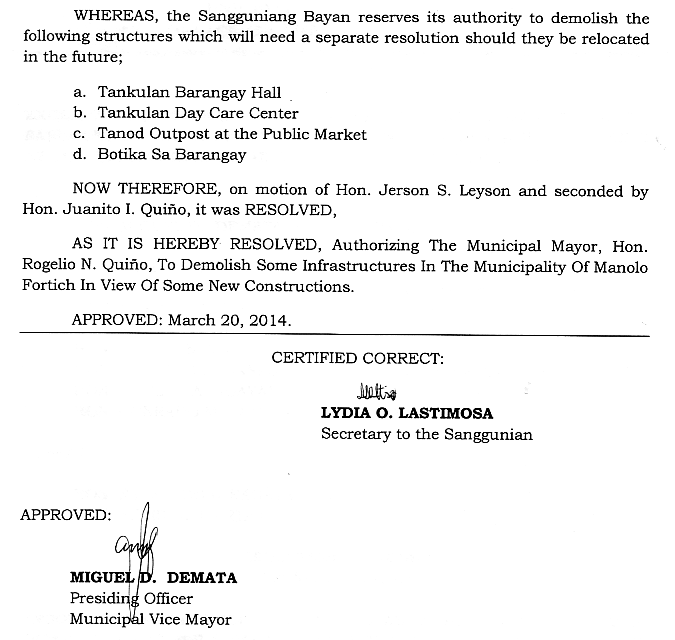 WHEREAS, the Sangguniang Bayan reserves its authority to demolish the
following structures which will need a separate resolution should they be relocated
in the future;
a. Tankulan Barangay Hall
b. Tankulan Day Care Center
c. Tanod Outpost at the Public Market
d. Botika Sa Barangay
NOW THEREFORE, on motion of Hon. Jerson S. Leyson and seconded by
Hon. Juanito I. Quiño, it was RESOLVED,
AS IT IS HEREBY RESOLVED, Authorizing The Municipal Mayor, Hon.
Rogelio N. Quiño, To Demolish Some Infrastructures In The Municipality Of Manolo
Fortich In View Of Some New Constructions.
APPROVED: March 20, 2014.
CERTIFIED CORRECT:
LYDIA O. LASTIMOSA
Secretary to the Sanggunian
APPROVED:
MIGUEL D. DEMATA
Presiding Officer
Municipal Vice Mayor